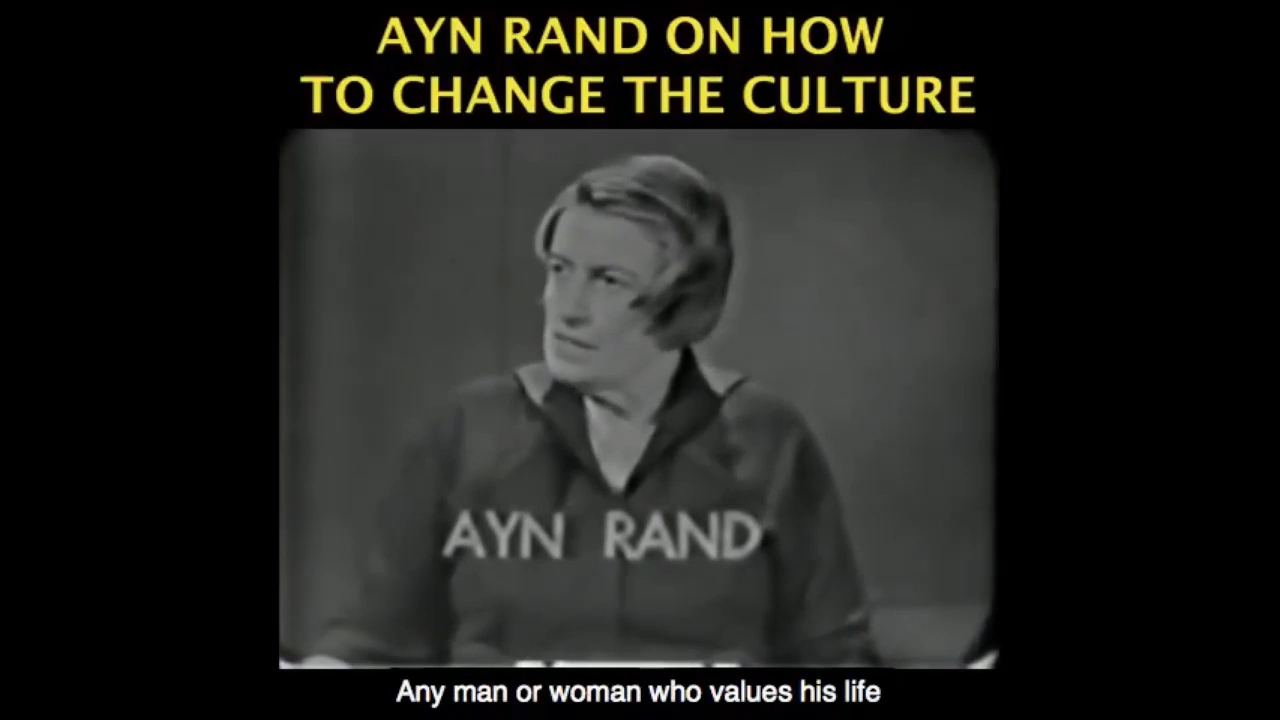 AYN RAND ON HOW
TO CHANGE THE CULTURE
AYN RAND
Any man or woman who values his life